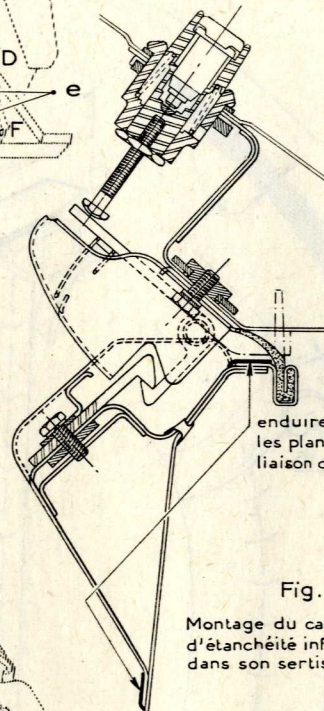 D
e
F
enduire
les plan
liaison d
Fig.
Montage du ca
d'étanchéité inf
dans son sertis